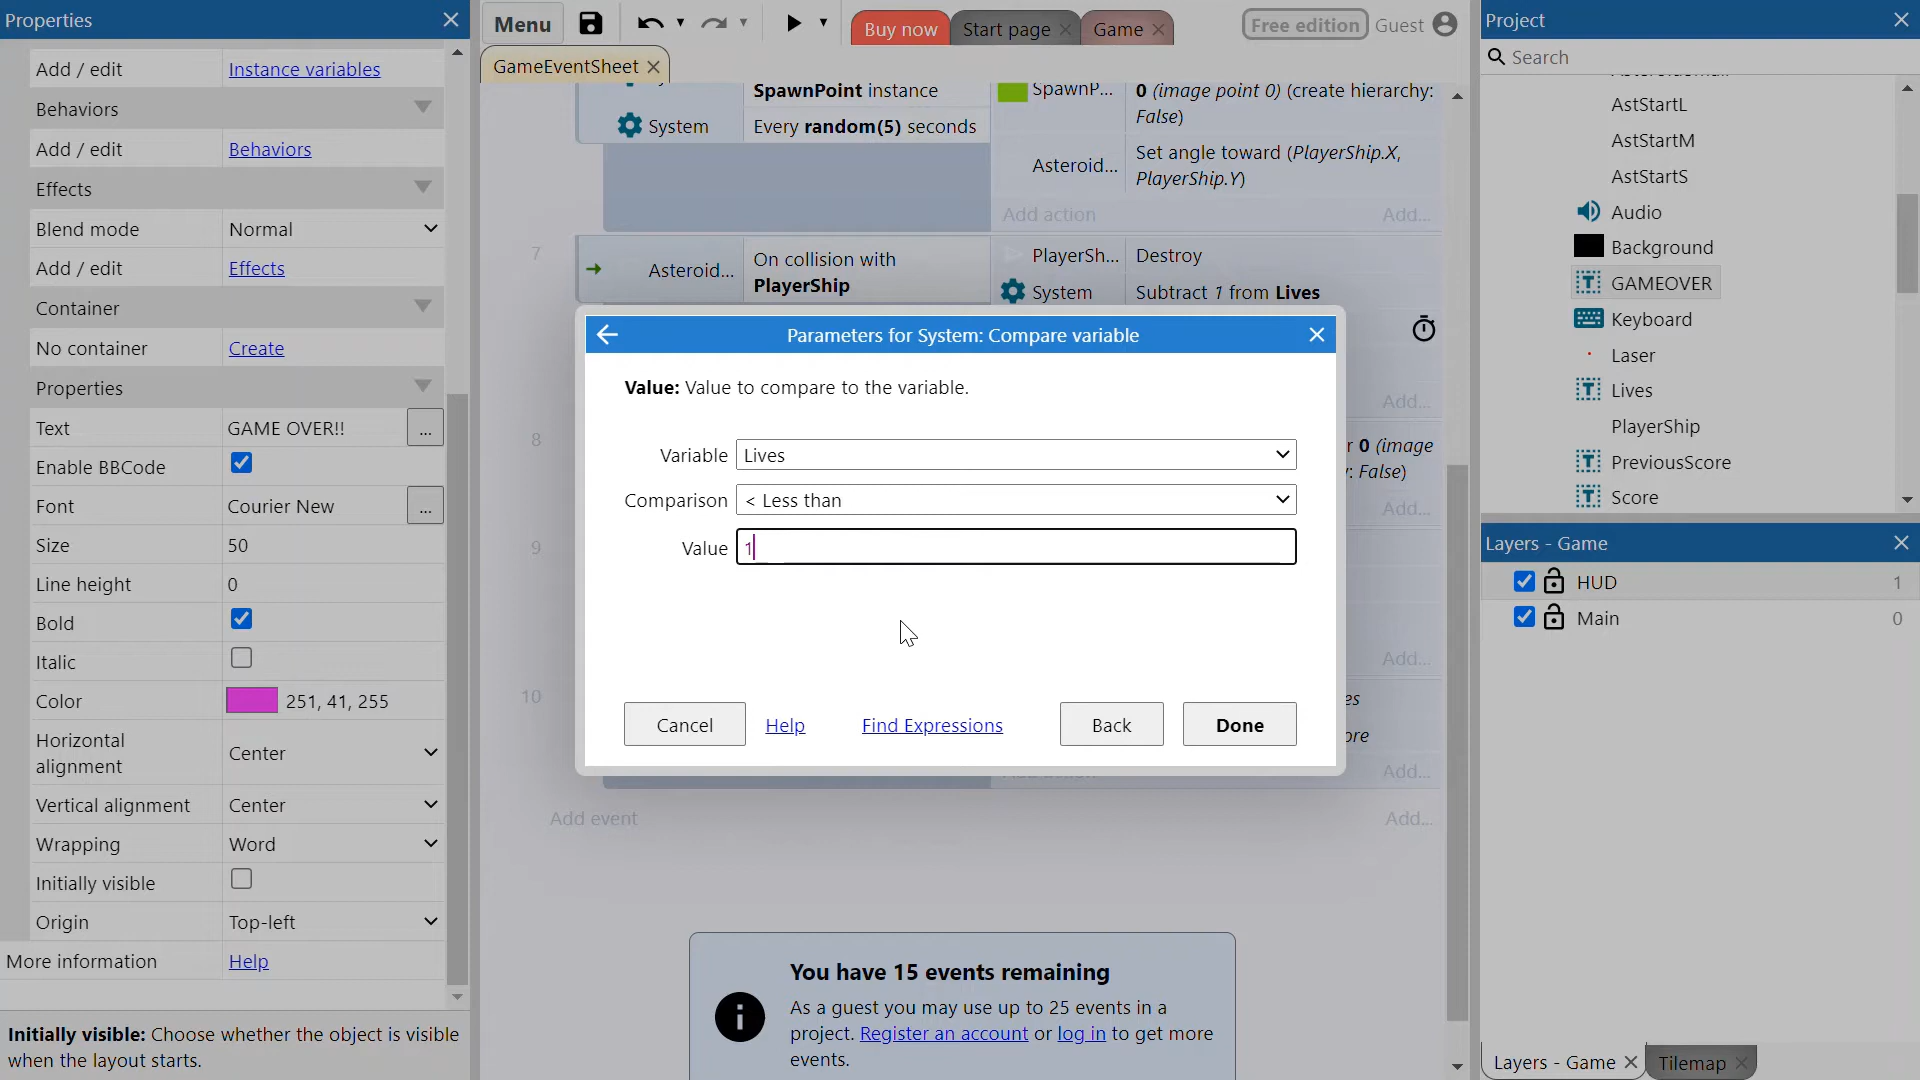 Properties
Add / edit Instance variables
Behaviors
Add / edit Behaviors
Effects
Blend mode Normal
Add / edit Effects
Container
No container Create
Properties
Text GAME OVER!! ...
Enable BBCode
Font Courier New ...
Size 50
Line height 0
Bold
Italic
Color 251, 41, 255
Horizontal
alignment Center
Vertical alignment Center
Wrapping Word
Initially visible
Origin Top-left
More information Help
Initially visible: Choose whether the object is visible
when the layout starts.
Menu
Buy now
Start page
Game
Free edition
Guest
GameEventSheet
SpawnPoint instance
System Every random(5) seconds
SpawnP...
0 (image point 0) (create hierarchy:
False)
Asteroid... Set angle toward (PlayerShip.X,
PlayerShip.Y)
Add action Add...
7
Asteroid... On collision with
PlayerShip
PlayerSh... Destroy
System Subtract 1 from Lives
Add...
8
r 0 (image
y: False)
Add...
9
Add...
10
es
ore
Add...
Add event Add...
Parameters for System: Compare variable
Value: Value to compare to the variable.
Variable Lives
Comparison < Less than
Value 1
Cancel Help Find Expressions Back Done
You have 15 events remaining
As a guest you may use up to 25 events in a
project. Register an account or log in to get more
events.
Project
Search
AstStartL
AstStartM
AstStartS
Audio
Background
GAMEOVER
Keyboard
Laser
Lives
PlayerShip
PreviousScore
Score
Layers - Game
HUD 1
Main 0
Layers - Game
Tilemap